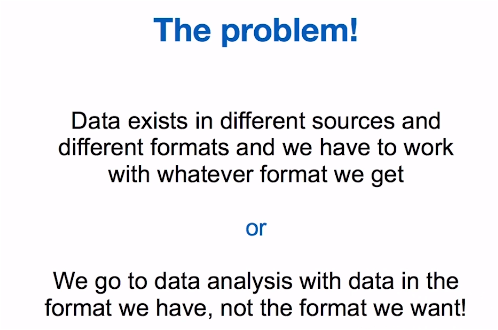 The problem!
Data exists in different sources and
different formats and we have to work
with whatever format we get
or
We go to data analysis with data in the
format we have, not the format we want!